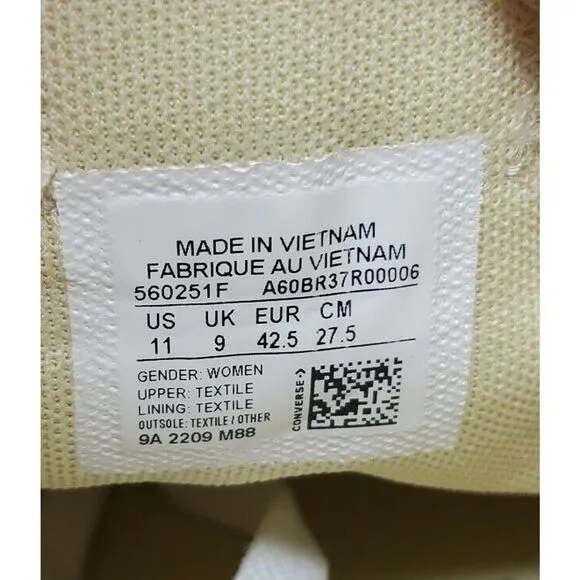 MADE IN VIETNAM
FABRIQUE AU VIETNAM
560251F A60BR37R00006
US UK EUR CM
11 9 42.5 27.5
GENDER: WOMEN
UPPER: TEXTILE
LINING: TEXTILE
OUTSOLE: TEXTILE / OTHER
9A 2209 M88
CONVERSE